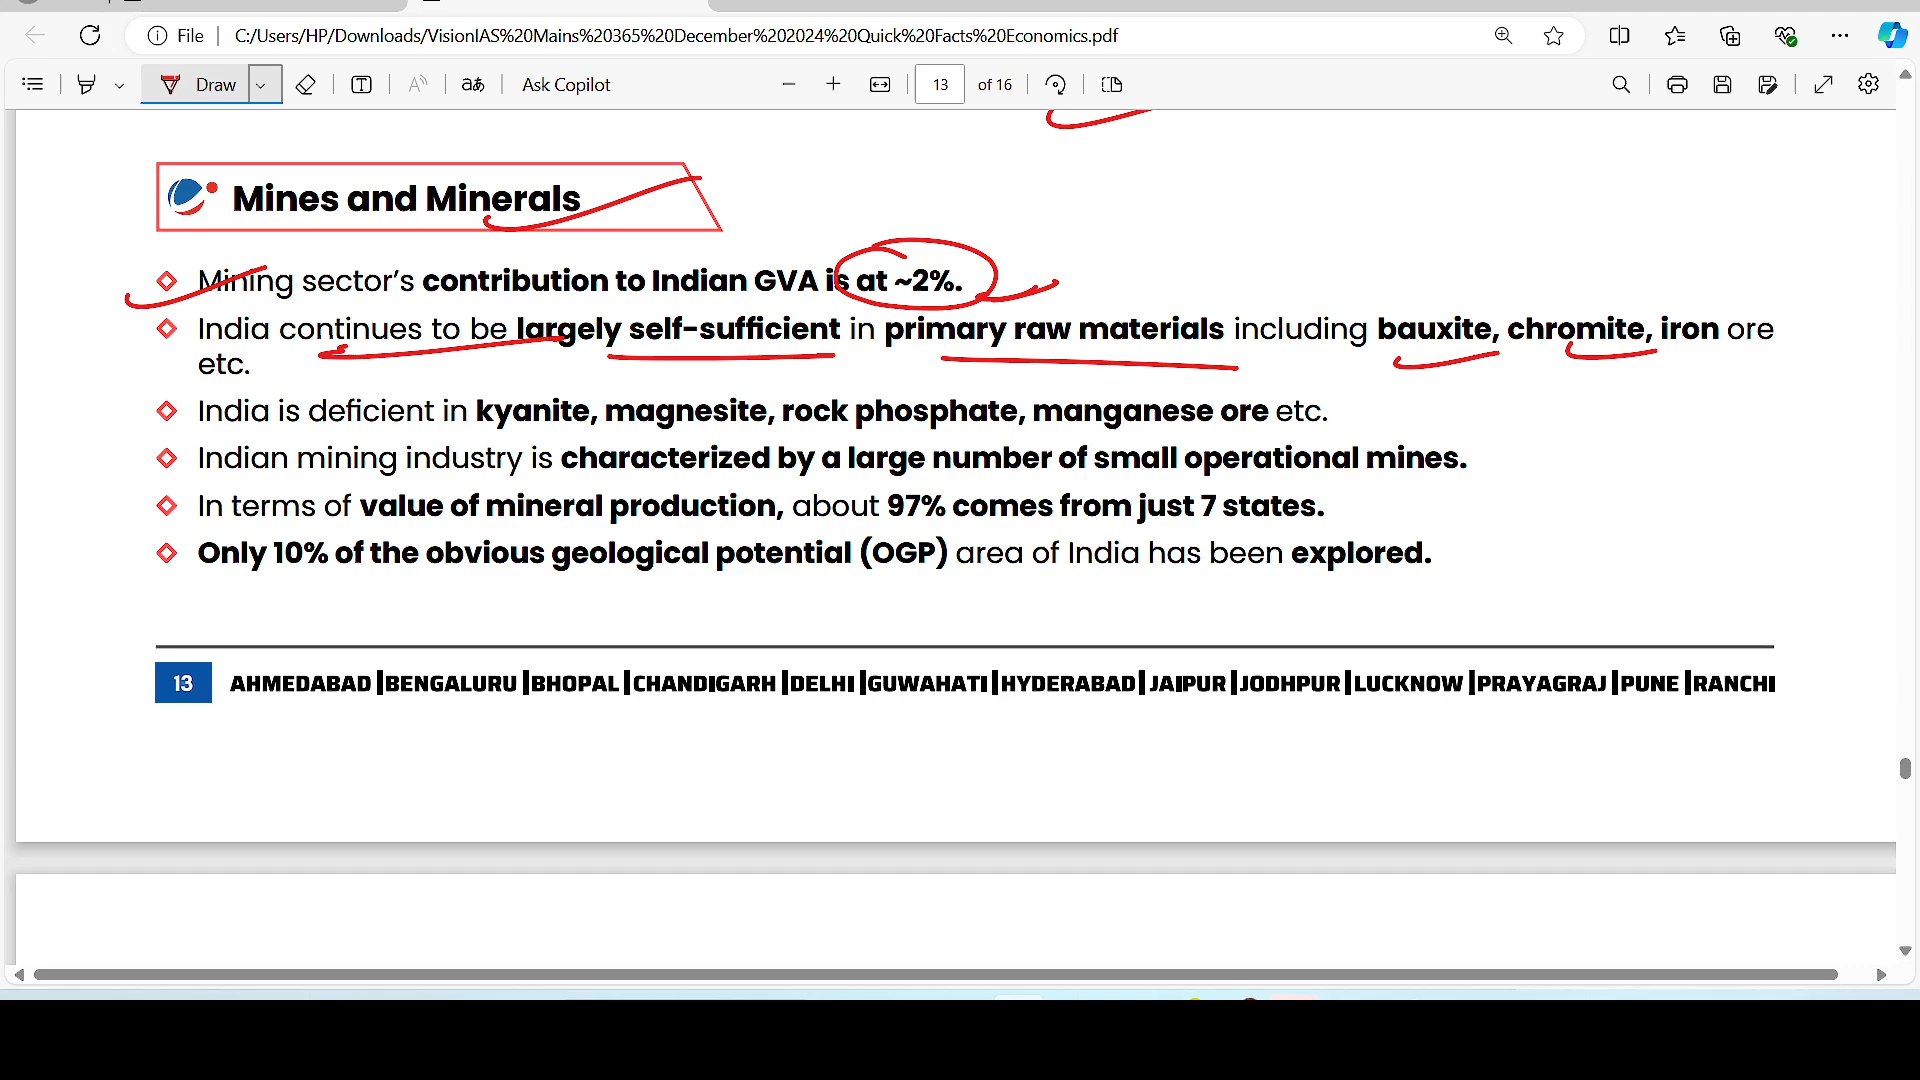 File C:/Users/HP/Downloads/VisionIAS%20Mains%20365%20December%202024%20Quick%20Facts%20Economics.pdf
Draw Ask Copilot 13 of 16
Mines and Minerals
Mining sector's contribution to Indian GVA is at ~2%.
India continues to be largely self-sufficient in primary raw materials including bauxite, chromite, iron ore
etc.
India is deficient in kyanite, magnesite, rock phosphate, manganese ore etc.
Indian mining industry is characterized by a large number of small operational mines.
In terms of value of mineral production, about 97% comes from just 7 states.
Only 10% of the obvious geological potential (OGP) area of India has been explored.
13 AHMEDABAD | BENGALURU | BHOPAL | CHANDIGARH | DELHI | GUWAHATI | HYDERABAD | JAIPUR | JODHPUR | LUCKNOW | PRAYAGRAJ | PUNE | RANCHI